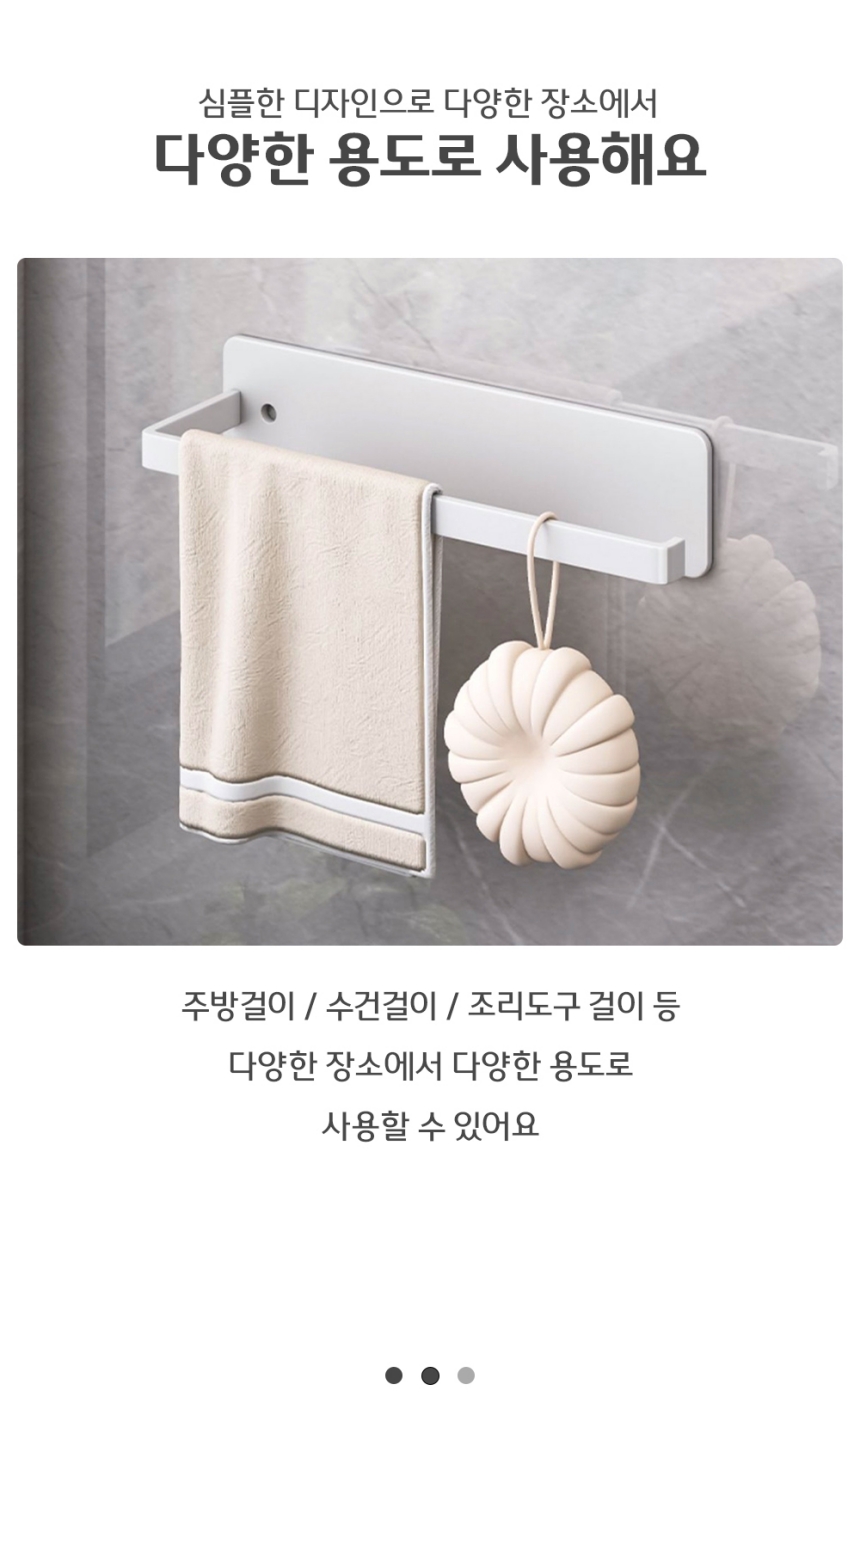 심플한 디자인으로 다양한 장소에서
다양한 용도로 사용해요
주방걸이 / 수건걸이 / 조리도구 걸이 등
다양한 장소에서 다양한 용도로
사용할 수 있어요